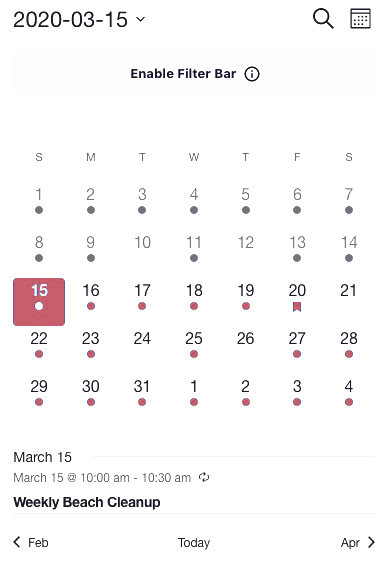 2020-03-15
Enable Filter Bar
S M T W T F S
1 2 3 4 5 6 7
8 9 10 11 12 13 14
15 16 17 18 19 20 21
22 23 24 25 26 27 28
29 30 31 1 2 3 4
March 15
March 15 @ 10:00 am - 10:30 am
Weekly Beach Cleanup
Feb Today Apr